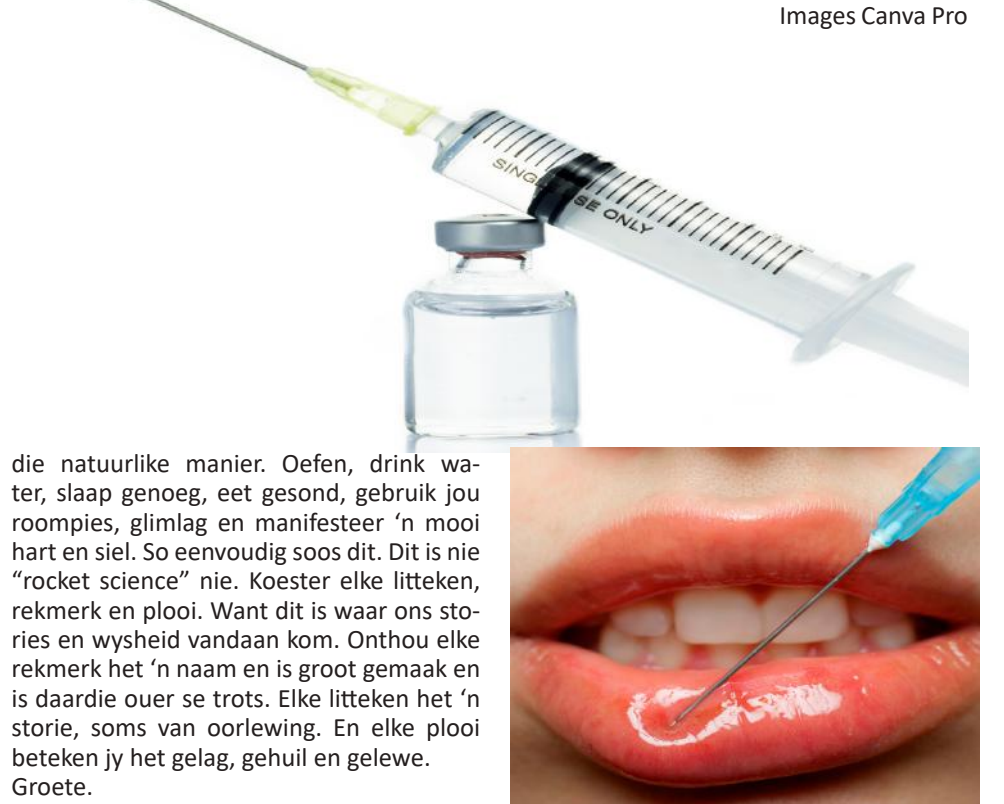 Images Canva Pro
SING
SE ONLY
die natuurlike manier. Oefen, drink wa-
ter, slaap genoeg, eet gesond, gebruik jou
roompies, glimlag en manifesteer ‘n mooi
hart en siel. So eenvoudig soos dit. Dit is nie
“rocket science” nie. Koester elke litteken,
rekmerk en plooi. Want dit is waar ons sto-
ries en wysheid vandaan kom. Onthou elke
rekmerk het ‘n naam en is groot gemaak en
is daardie ouer se trots. Elke litteken het ‘n
storie, soms van oorlewing. En elke plooi
beteken jy het gelag, gehuil en gelewe.
Groete.